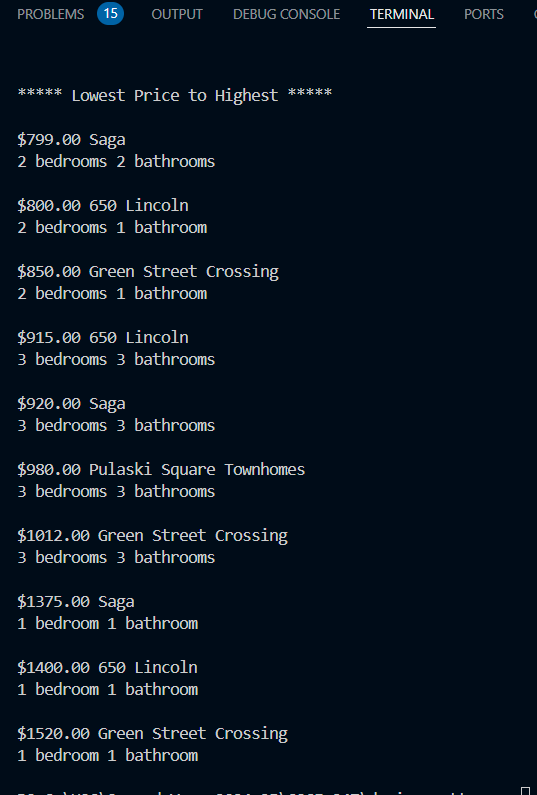 PROBLEMS 15 OUTPUT DEBUG CONSOLE TERMINAL PORTS
***** Lowest Price to Highest *****
$799.00 Saga
2 bedrooms 2 bathrooms
$800.00 650 Lincoln
2 bedrooms 1 bathroom
$850.00 Green Street Crossing
2 bedrooms 1 bathroom
$915.00 650 Lincoln
3 bedrooms 3 bathrooms
$920.00 Saga
3 bedrooms 3 bathrooms
$980.00 Pulaski Square Townhomes
3 bedrooms 3 bathrooms
$1012.00 Green Street Crossing
3 bedrooms 3 bathrooms
$1375.00 Saga
1 bedroom 1 bathroom
$1400.00 650 Lincoln
1 bedroom 1 bathroom
$1520.00 Green Street Crossing
1 bedroom 1 bathroom